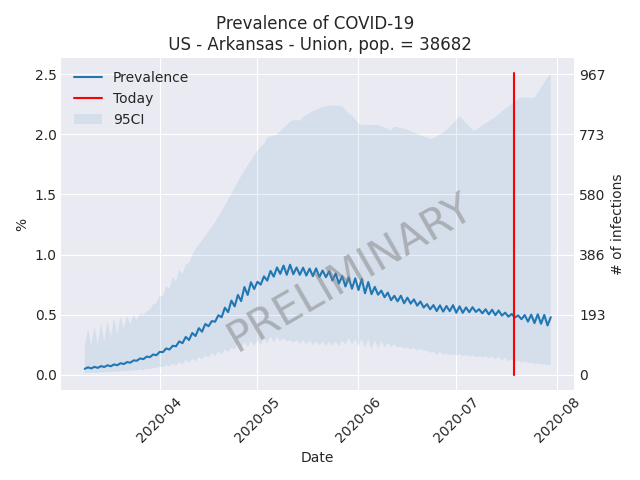 Prevalence of COVID-19
US - Arkansas - Union, pop. = 38682
Prevalence
Today
95CI
2.5
2.0
1.5
1.0
0.5
0.0
%
967
773
580
386
193
0
# of infections
PRELIMINARY
2020-04
2020-05
2020-06
2020-07
2020-08
Date